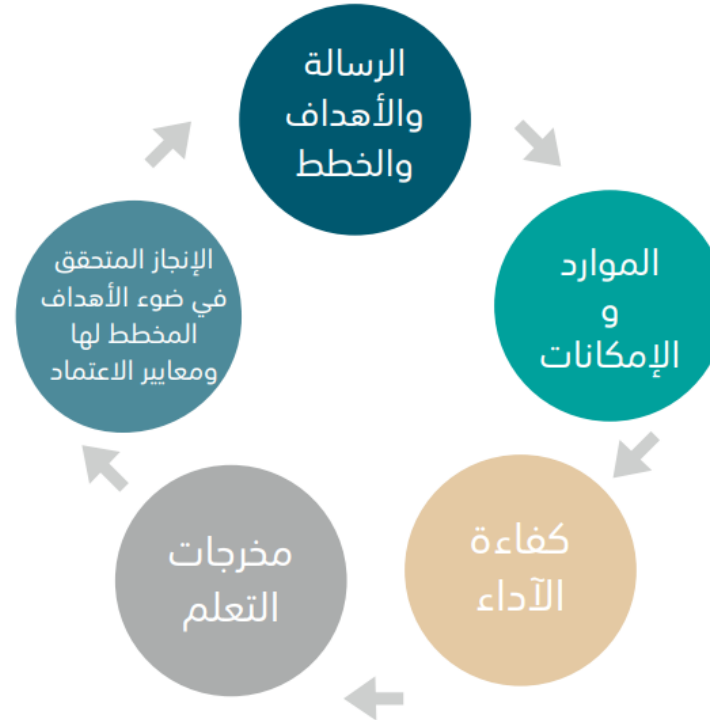 الرسالة
والأهداف
والخطط
الموارد
و
الإمكانات
كفاءة
الآداء
مخرجات
التعلم
الإنجاز المتحقق
في ضوء الأهداف
المخطط لها
ومعايير الاعتماد